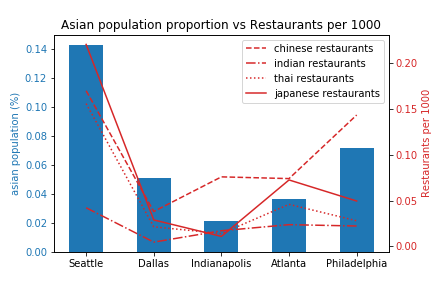 Asian population proportion vs Restaurants per 1000
chinese restaurants
indian restaurants
thai restaurants
japanese restaurants
asian population (%)
0.14
0.12
0.10
0.08
0.06
0.04
0.02
0.00
0.20
0.15
0.10
0.05
0.00
Restaurants per 1000
Seattle Dallas Indianapolis Atlanta Philadelphia